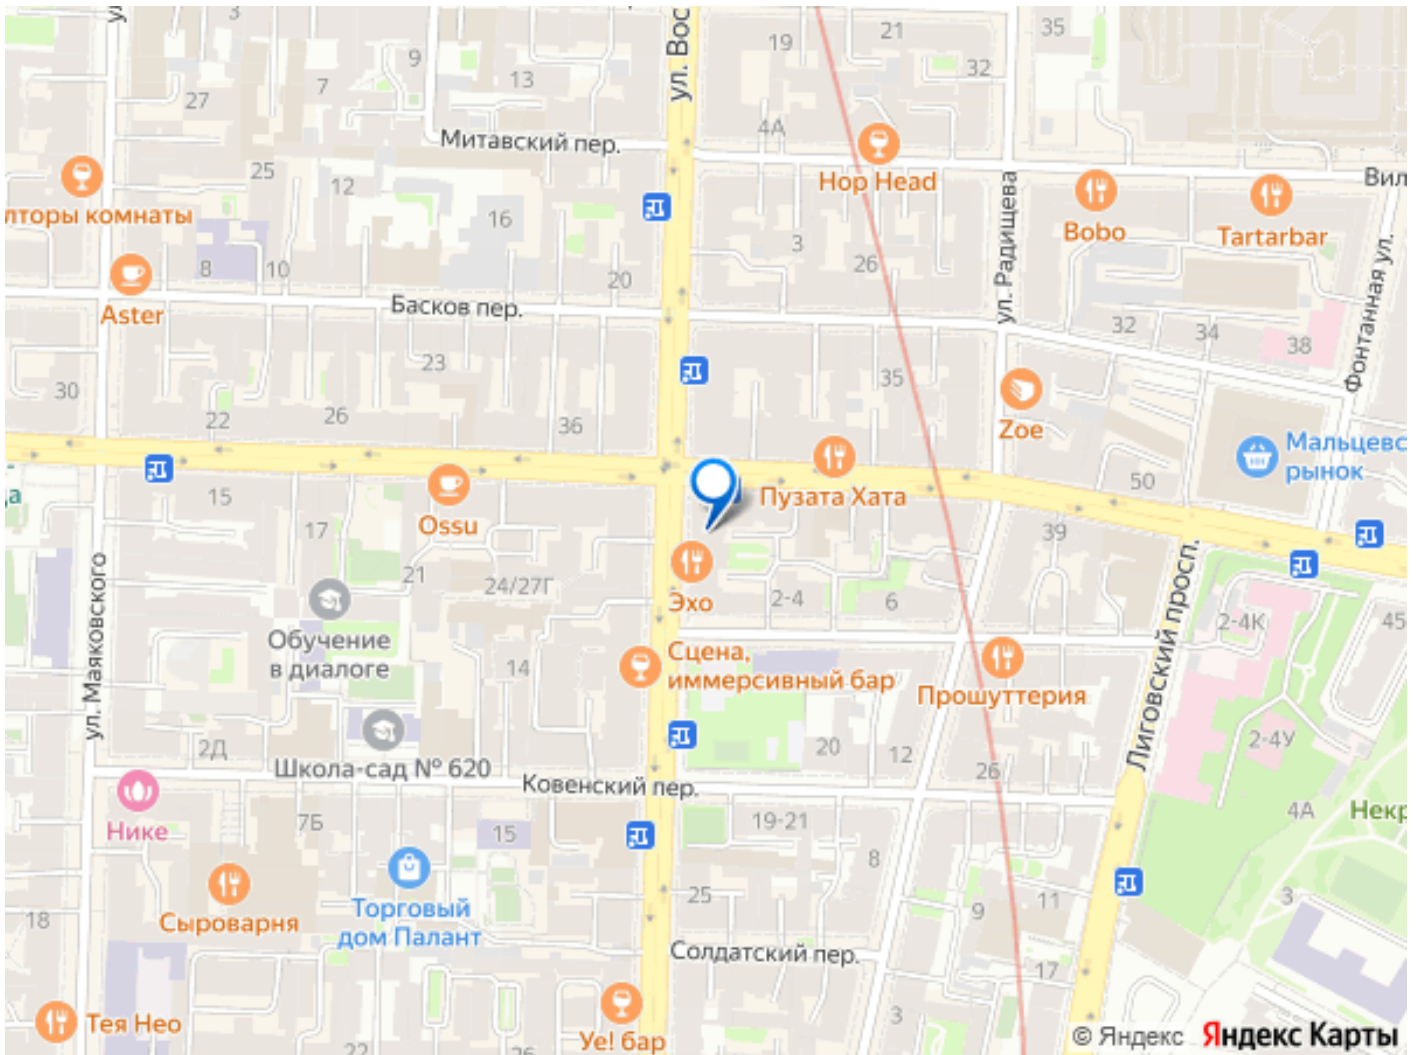 3
19
21
35
ул. Вос
9
7
13
32
27
4А
Митавский пер.
Hop Head
25
12
ул. Радищева
Вил
лторы комнаты
16
Bobo
Tartarbar
3
8
10
20
26
Фонтанная ул.
Aster
Басков пер.
32
34
38
23
35
30
22
26
36
Zoe
Мальцевс
рынок
15
Ossu
Пузата Хата
50
да
17
39
21
24/27Г
Эхо
2-4
6
ул. Маяковского
Обучение
в диалоге
14
Сцена,
иммерсивный бар
Прошуттерия
Лиговский просп.
2-4К
45
2Д
Школа-сад № 620
20
12
26
2-4У
Ковенский пер.
4А
Некр
Нике
7Б
15
19-21
8
Сыроварня
Торговый
дом Палант
25
9
11
3
18
Солдатский пер.
17
Тея Нео
22
26
Уе! бар
3
© Яндекс Яндекс Карты